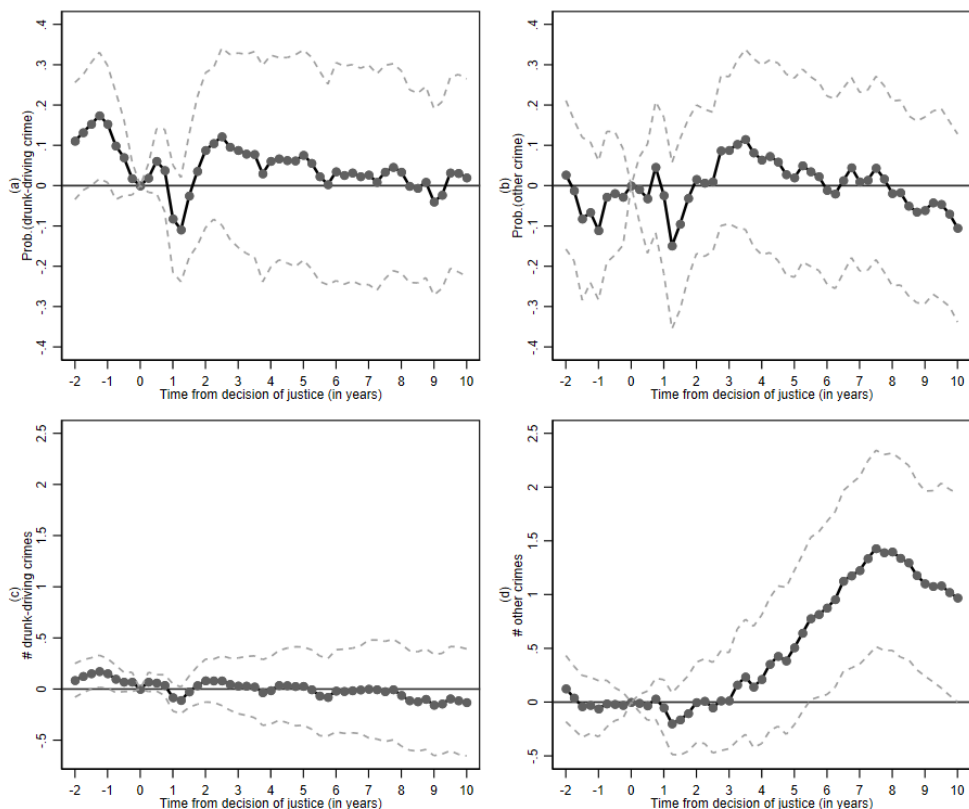 (a)
Prob.(drunk-driving crime)
.4
.3
.2
.1
0
-.1
-.2
-.3
-.4
-2 -1 0 1 2 3 4 5 6 7 8 9 10
Time from decision of justice (in years)
(b)
Prob.(other crime)
.4
.3
.2
.1
0
-.1
-.2
-.3
-.4
-2 -1 0 1 2 3 4 5 6 7 8 9 10
Time from decision of justice (in years)
(c)
# drunk-driving crimes
2.5
2
1.5
1
.5
0
-.5
-2 -1 0 1 2 3 4 5 6 7 8 9 10
Time from decision of justice (in years)
(d)
# other crimes
2.5
2
1.5
1
.5
0
-.5
-2 -1 0 1 2 3 4 5 6 7 8 9 10
Time from decision of justice (in years)